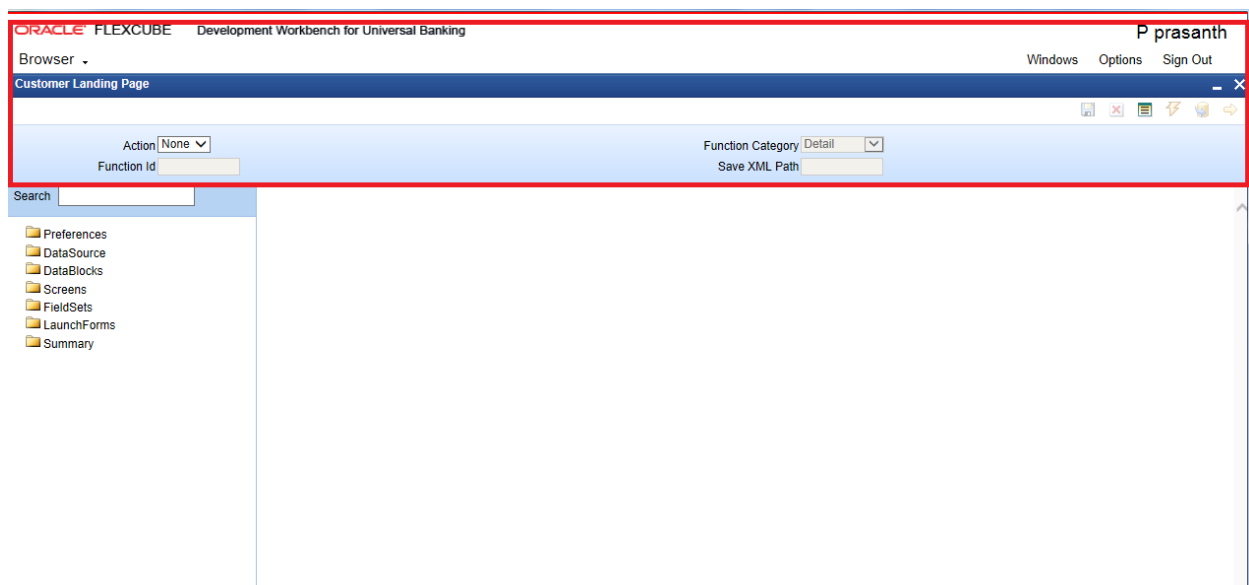 ORACLE FLEXCUBE Development Workbench for Universal Banking P prasanth
Browser Windows Options Sign Out
Customer Landing Page
Action None Function Category Detail
Function Id Save XML Path
Search
Preferences
DataSource
DataBlocks
Screens
FieldSets
LaunchForms
Summary